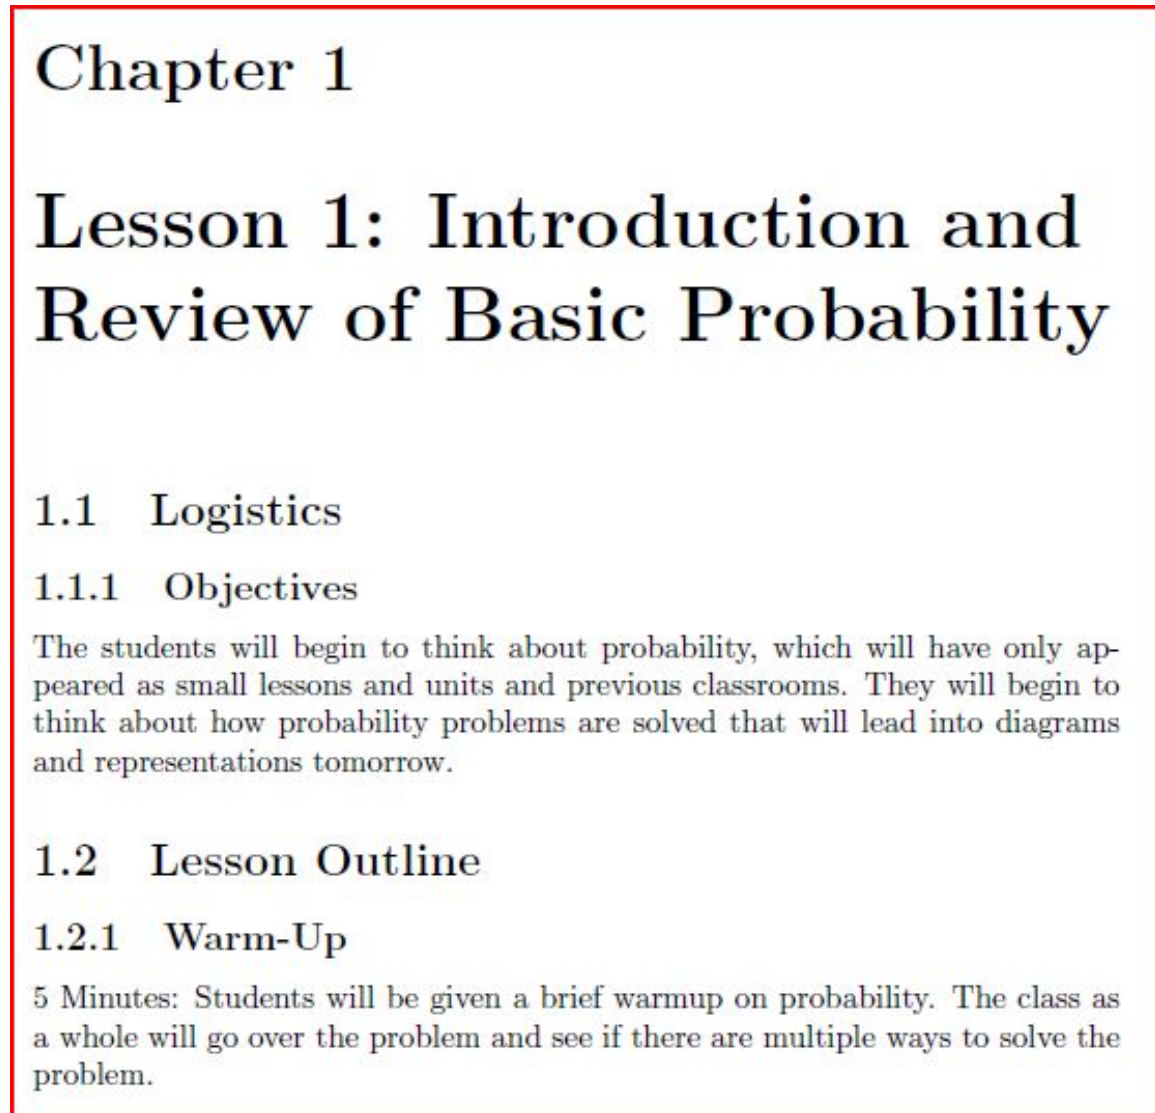 Chapter 1
Lesson 1: Introduction and
Review of Basic Probability
1.1 Logistics
1.1.1 Objectives
The students will begin to think about probability, which will have only ap-
peared as small lessons and units and previous classrooms. They will begin to
think about how probability problems are solved that will lead into diagrams
and representations tomorrow.
1.2 Lesson Outline
1.2.1 Warm-Up
5 Minutes: Students will be given a brief warmup on probability. The class as
a whole will go over the problem and see if there are multiple ways to solve the
problem.